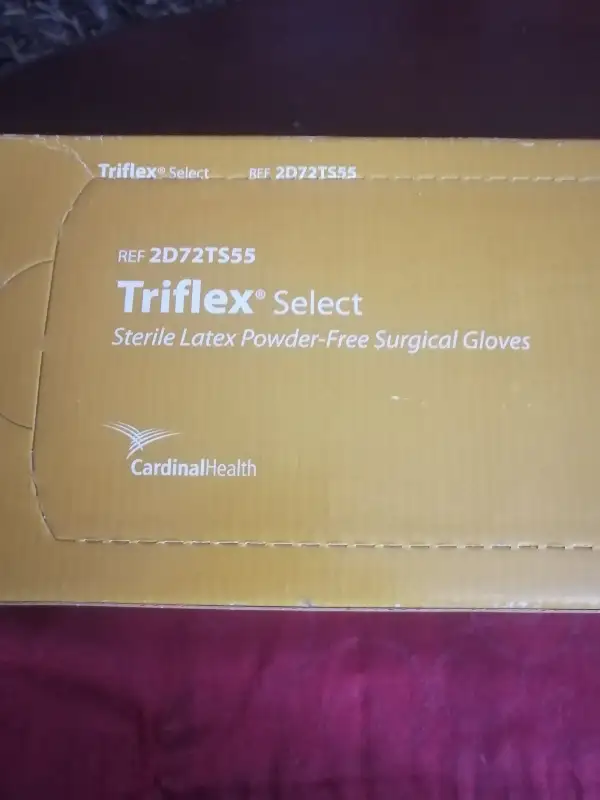 Triflex® Select REF 2D72TS55
REF 2D72TS55
Triflex® Select
Sterile Latex Powder-Free Surgical Gloves
CardinalHealth